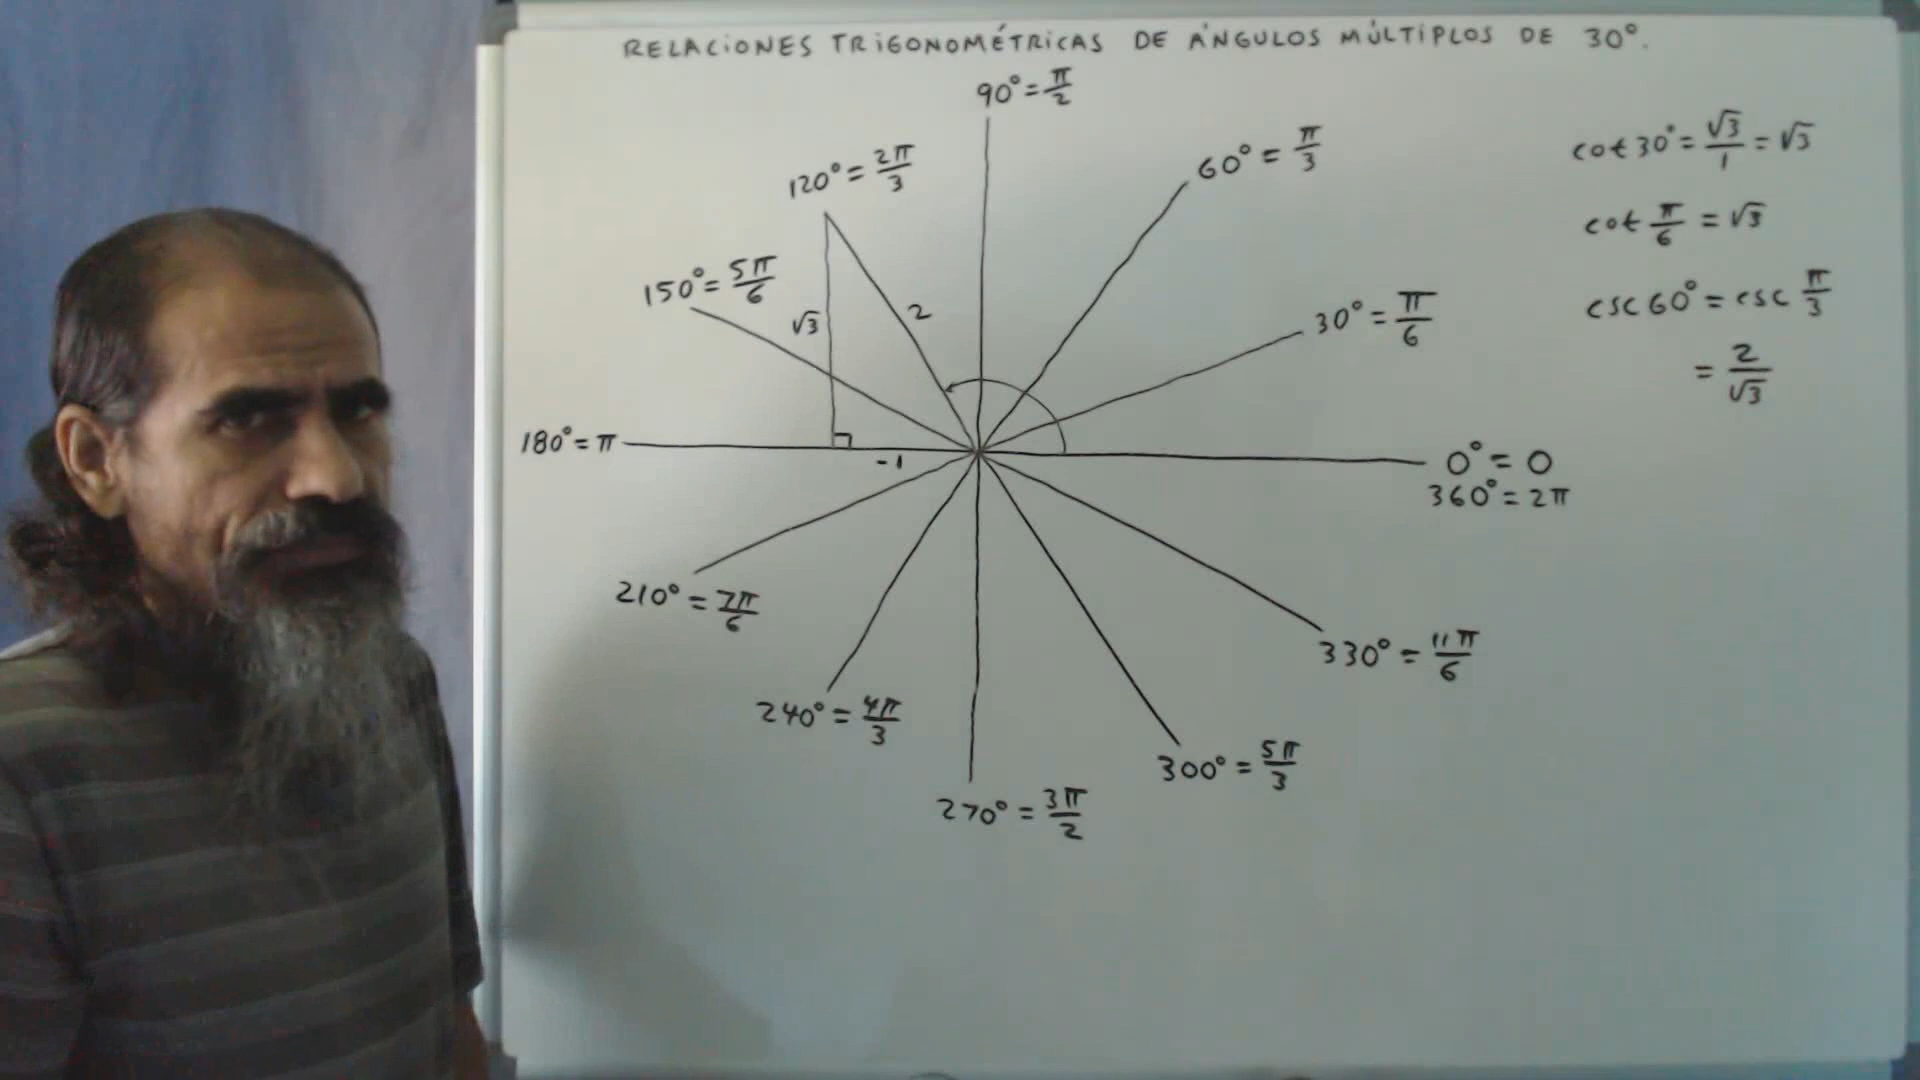 RELACIONES TRIGONOMÉTRICAS DE ÁNGULOS MÚLTIPLOS DE 30°.
90° = π/2
120° = 2π/3
60° = π/3
150° = 5π/6
30° = π/6
√3
2
180° = π
-1
0° = 0
360° = 2π
210° = 7π/6
330° = 11π/6
240° = 4π/3
300° = 5π/3
270° = 3π/2
cot 30° = √3/1 = √3
cot π/6 = √3
csc 60° = csc π/3
= 2/√3